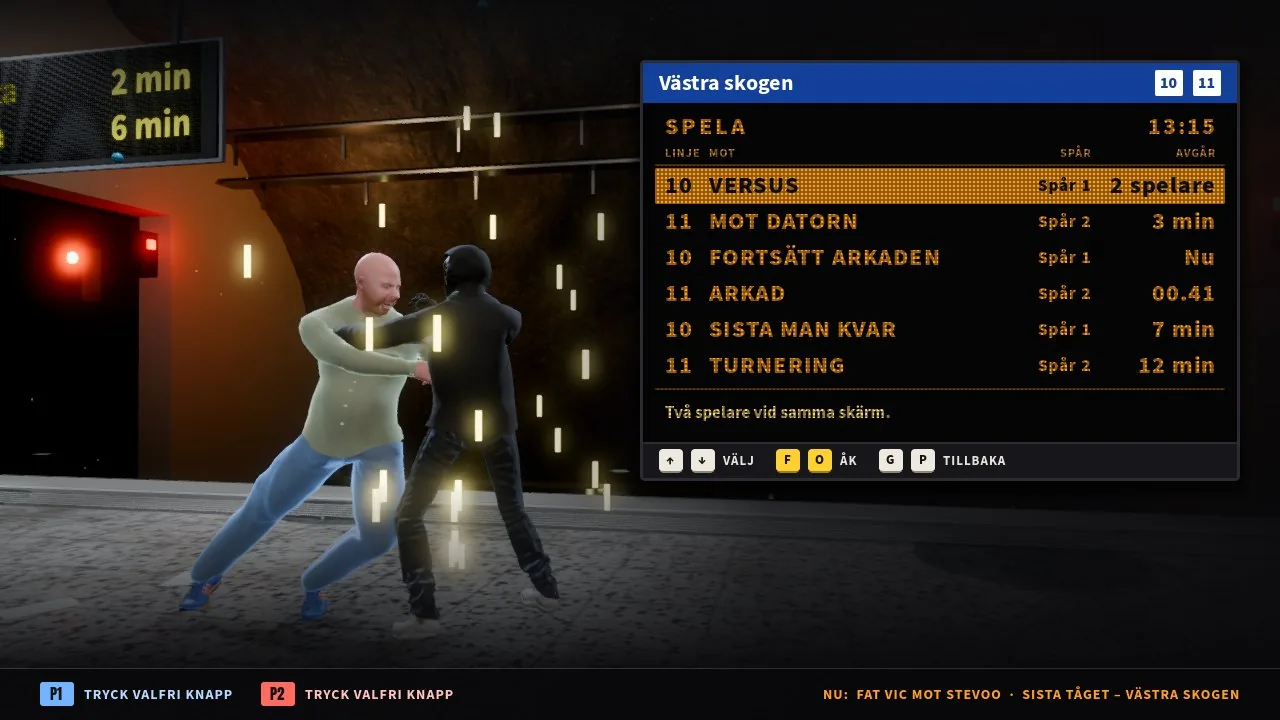 2 min
6 min
Västra skogen 10 11
SPELA 13:15
LINJE MOT SPÅR AVGÅR
10 VERSUS Spår 1 2 spelare
11 MOT DATORN Spår 2 3 min
10 FORTSÄTT ARKADEN Spår 1 Nu
11 ARKAD Spår 2 00.41
10 SISTA MAN KVAR Spår 1 7 min
11 TURNERING Spår 2 12 min
Två spelare vid samma skärm.
↑ ↓ VÄLJ F O ÅK G P TILLBAKA
P1 TRYCK VALFRI KNAPP P2 TRYCK VALFRI KNAPP NU: FAT VIC MOT STEVOO · SISTA TÅGET – VÄSTRA SKOGEN